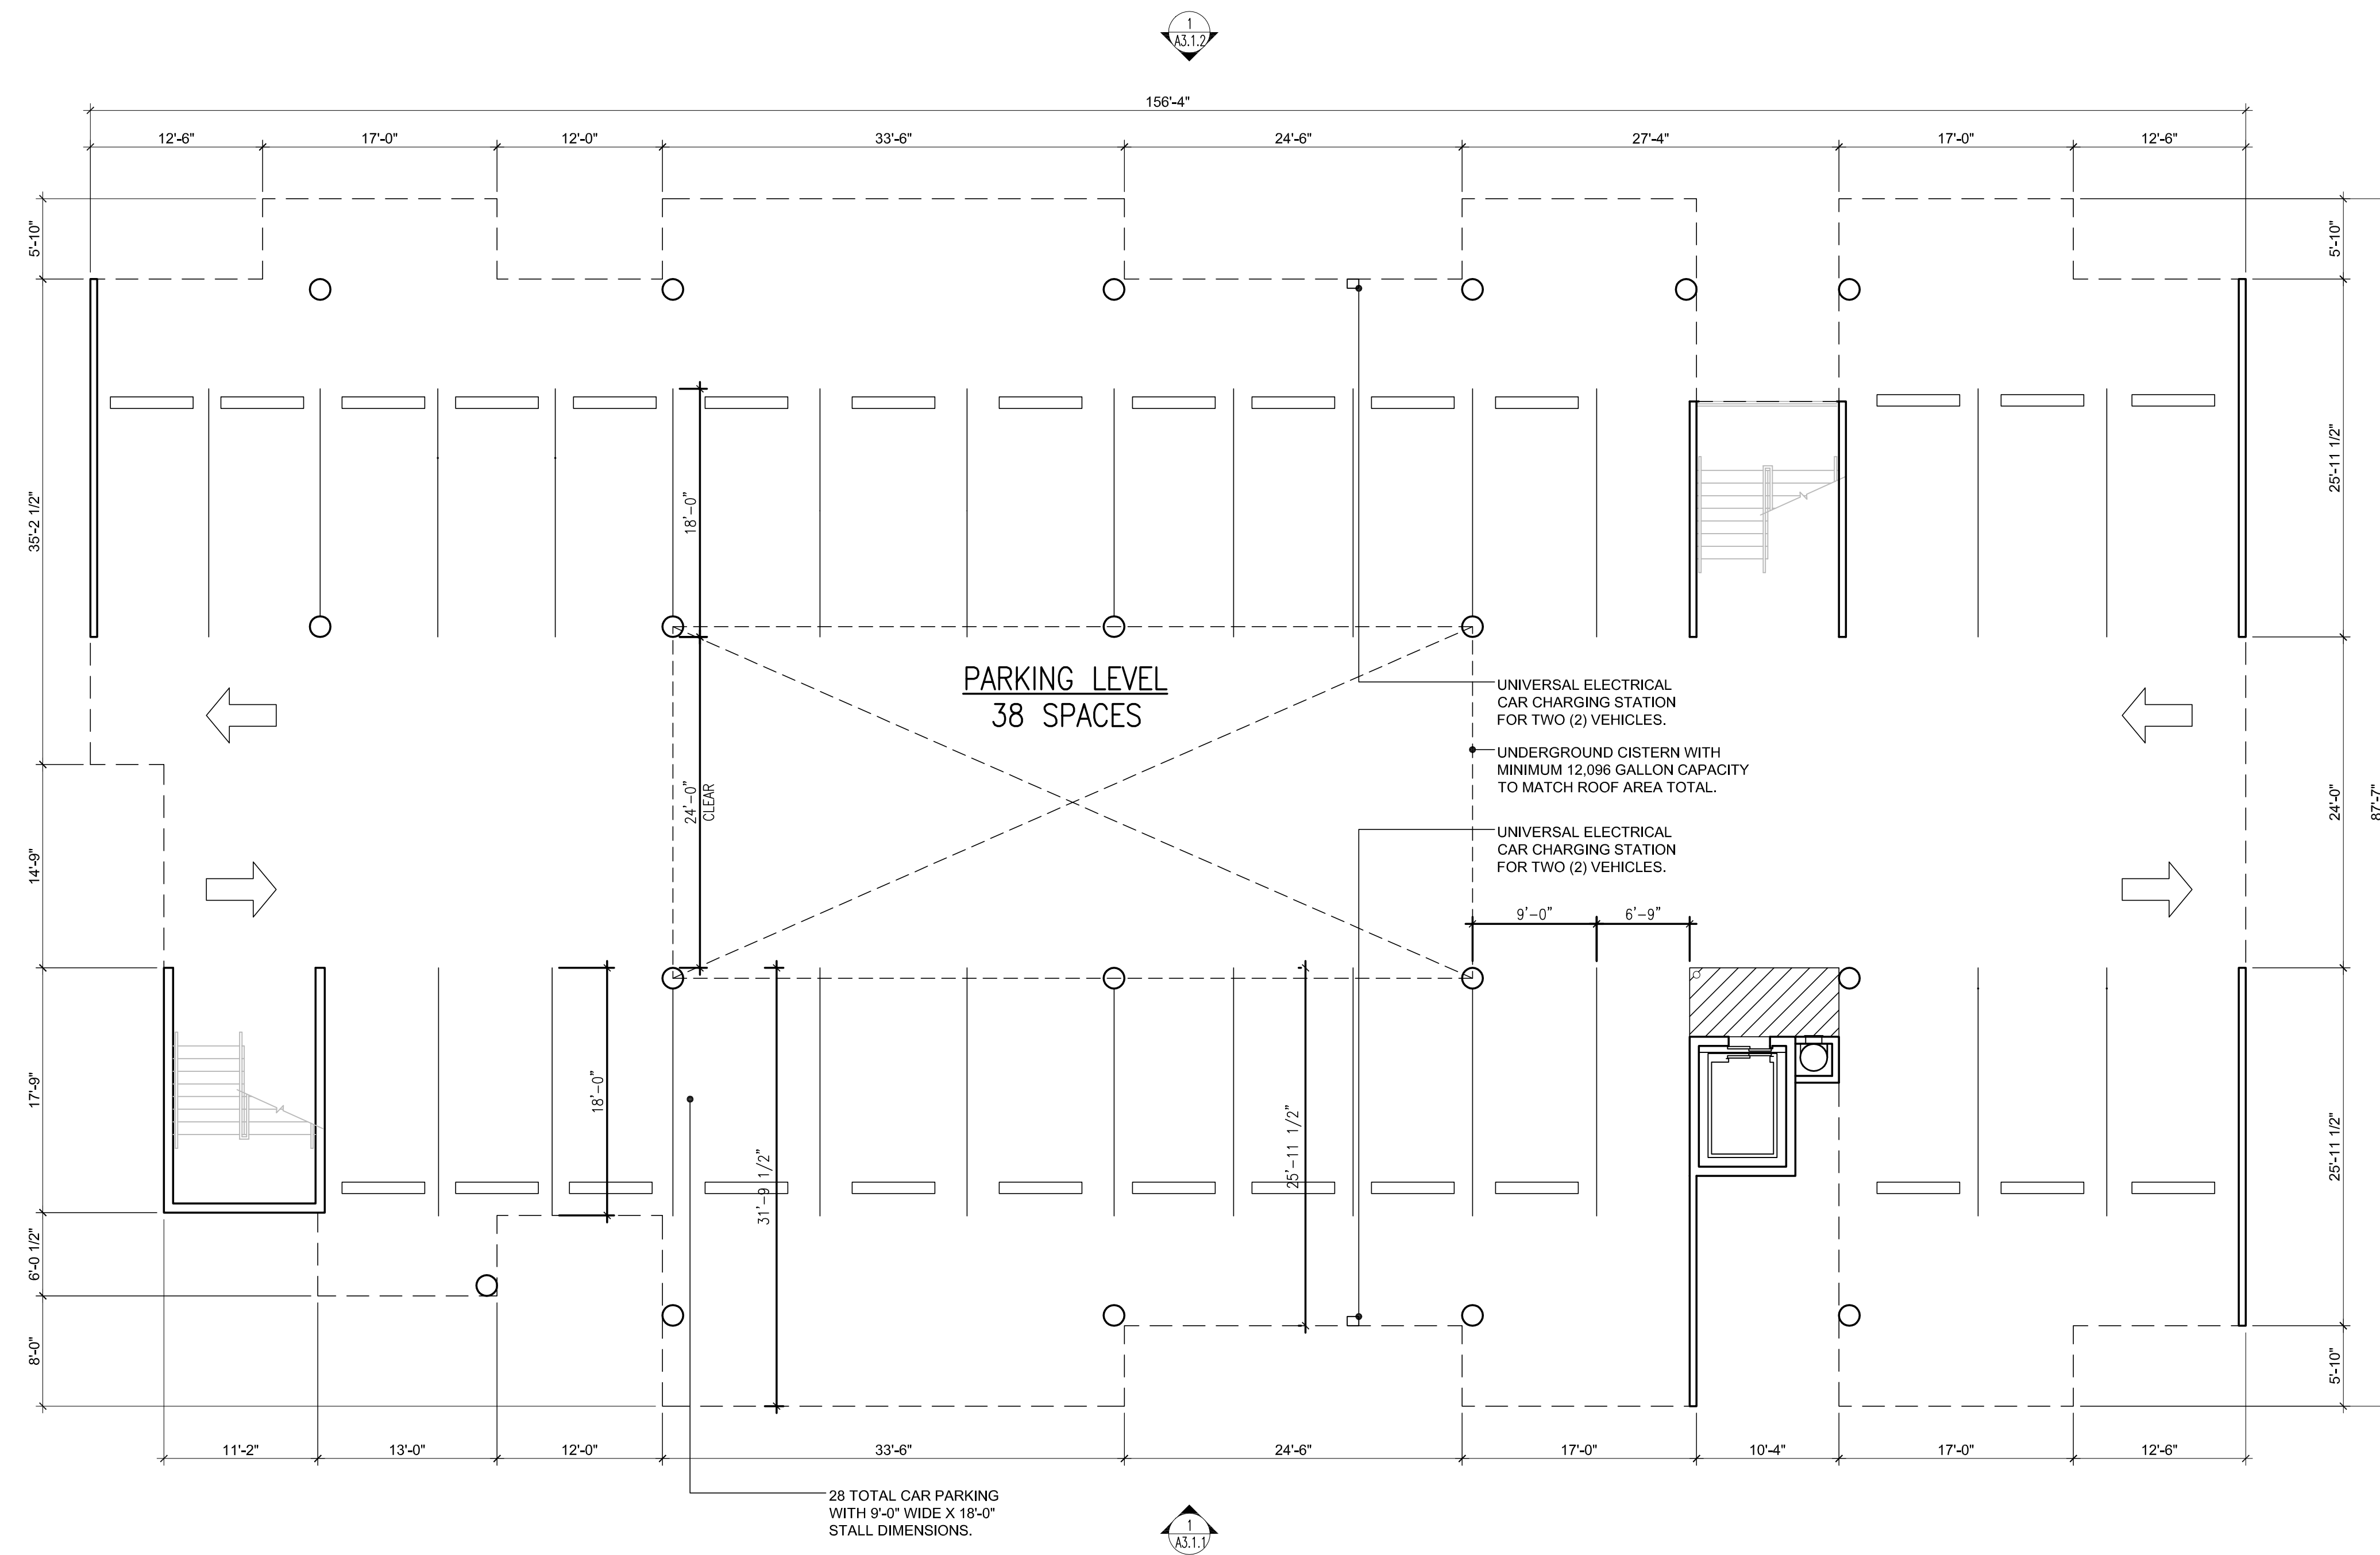 1
A3.1.2
156'-4"
12'-6"
17'-0"
12'-0"
33'-6"
24'-6"
27'-4"
17'-0"
12'-6"
5'-10"
35'-2 1/2"
14'-9"
17'-9"
6'-0 1/2"
8'-0"
18'-0"
24'-0"
CLEAR
PARKING LEVEL
38 SPACES
UNIVERSAL ELECTRICAL
CAR CHARGING STATION
FOR TWO (2) VEHICLES.
UNDERGROUND CISTERN WITH
MINIMUM 12,096 GALLON CAPACITY
TO MATCH ROOF AREA TOTAL.
UNIVERSAL ELECTRICAL
CAR CHARGING STATION
FOR TWO (2) VEHICLES.
9'-0"
6'-9"
18'-0"
31'-9 1/2"
25'-11 1/2"
5'-10"
25'-11 1/2"
24'-0"
87'-7"
25'-11 1/2"
5'-10"
11'-2"
13'-0"
12'-0"
33'-6"
24'-6"
17'-0"
10'-4"
17'-0"
12'-6"
28 TOTAL CAR PARKING
WITH 9'-0" WIDE X 18'-0"
STALL DIMENSIONS.
1
A3.1.1